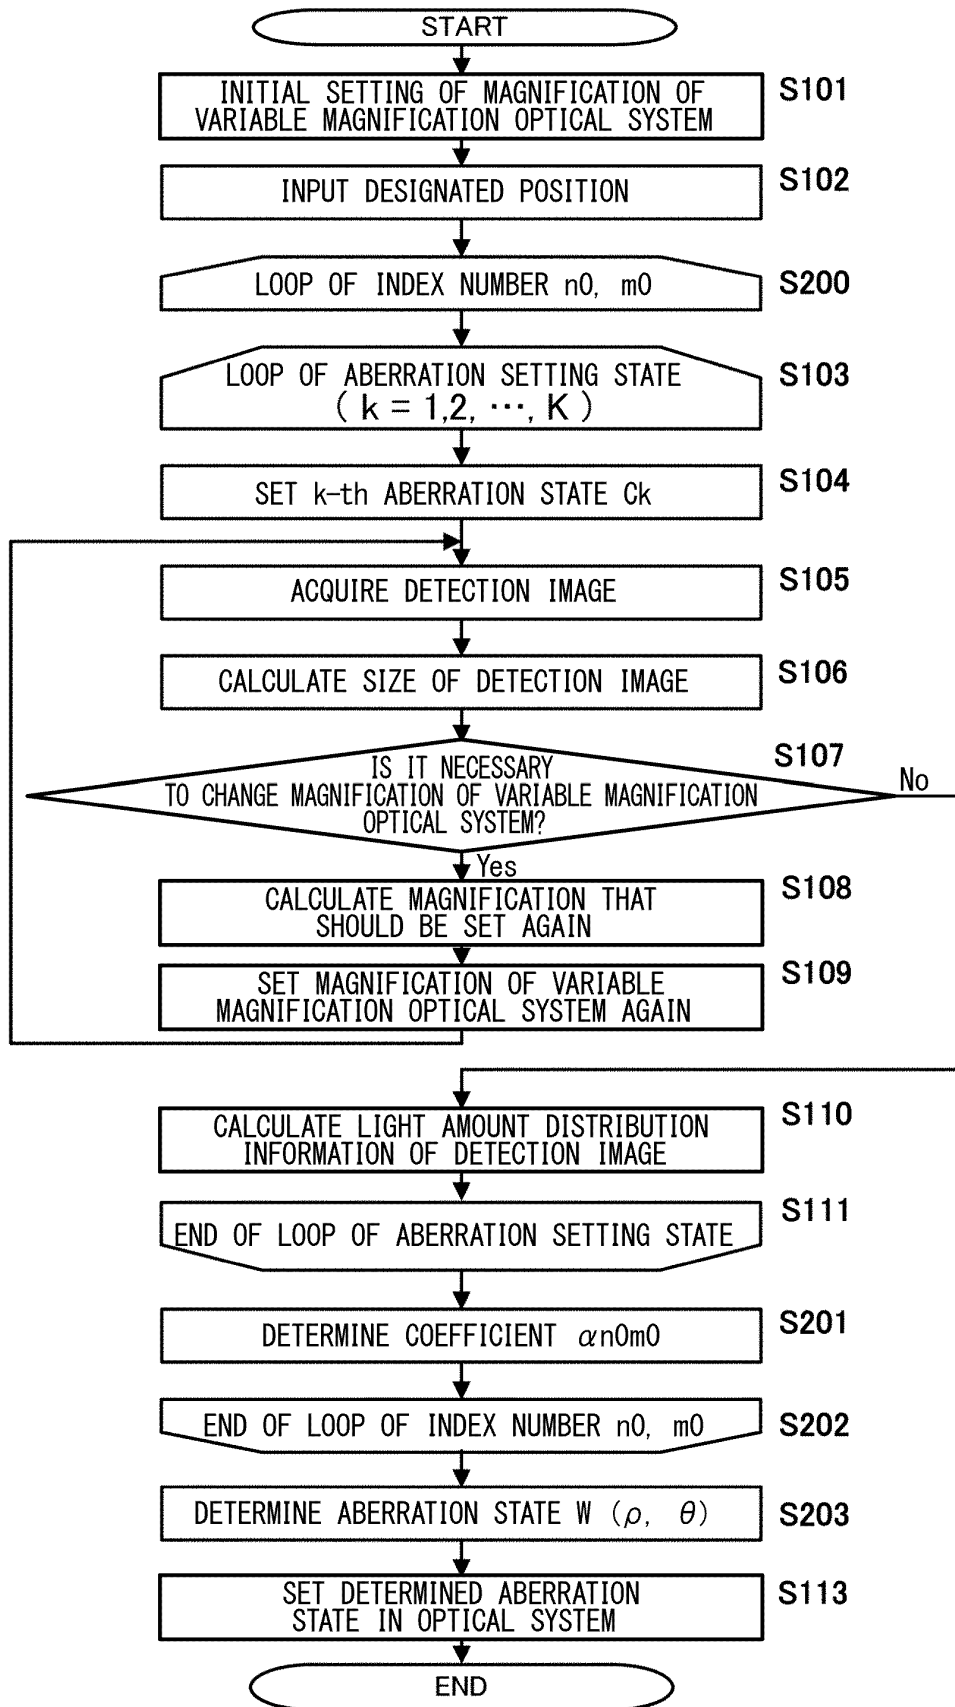 START
INITIAL SETTING OF MAGNIFICATION OF
VARIABLE MAGNIFICATION OPTICAL SYSTEM
S101
INPUT DESIGNATED POSITION
S102
LOOP OF INDEX NUMBER n0, m0
S200
LOOP OF ABERRATION SETTING STATE
( k = 1,2, ···, K )
S103
SET k-th ABERRATION STATE Ck
S104
ACQUIRE DETECTION IMAGE
S105
CALCULATE SIZE OF DETECTION IMAGE
S106
S107
IS IT NECESSARY
TO CHANGE MAGNIFICATION OF VARIABLE MAGNIFICATION
OPTICAL SYSTEM?
No
Yes
CALCULATE MAGNIFICATION THAT
SHOULD BE SET AGAIN
S108
SET MAGNIFICATION OF VARIABLE
MAGNIFICATION OPTICAL SYSTEM AGAIN
S109
CALCULATE LIGHT AMOUNT DISTRIBUTION
INFORMATION OF DETECTION IMAGE
S110
END OF LOOP OF ABERRATION SETTING STATE
S111
DETERMINE COEFFICIENT αn0m0
S201
END OF LOOP OF INDEX NUMBER n0, m0
S202
DETERMINE ABERRATION STATE W (ρ, θ)
S203
SET DETERMINED ABERRATION
STATE IN OPTICAL SYSTEM
S113
END